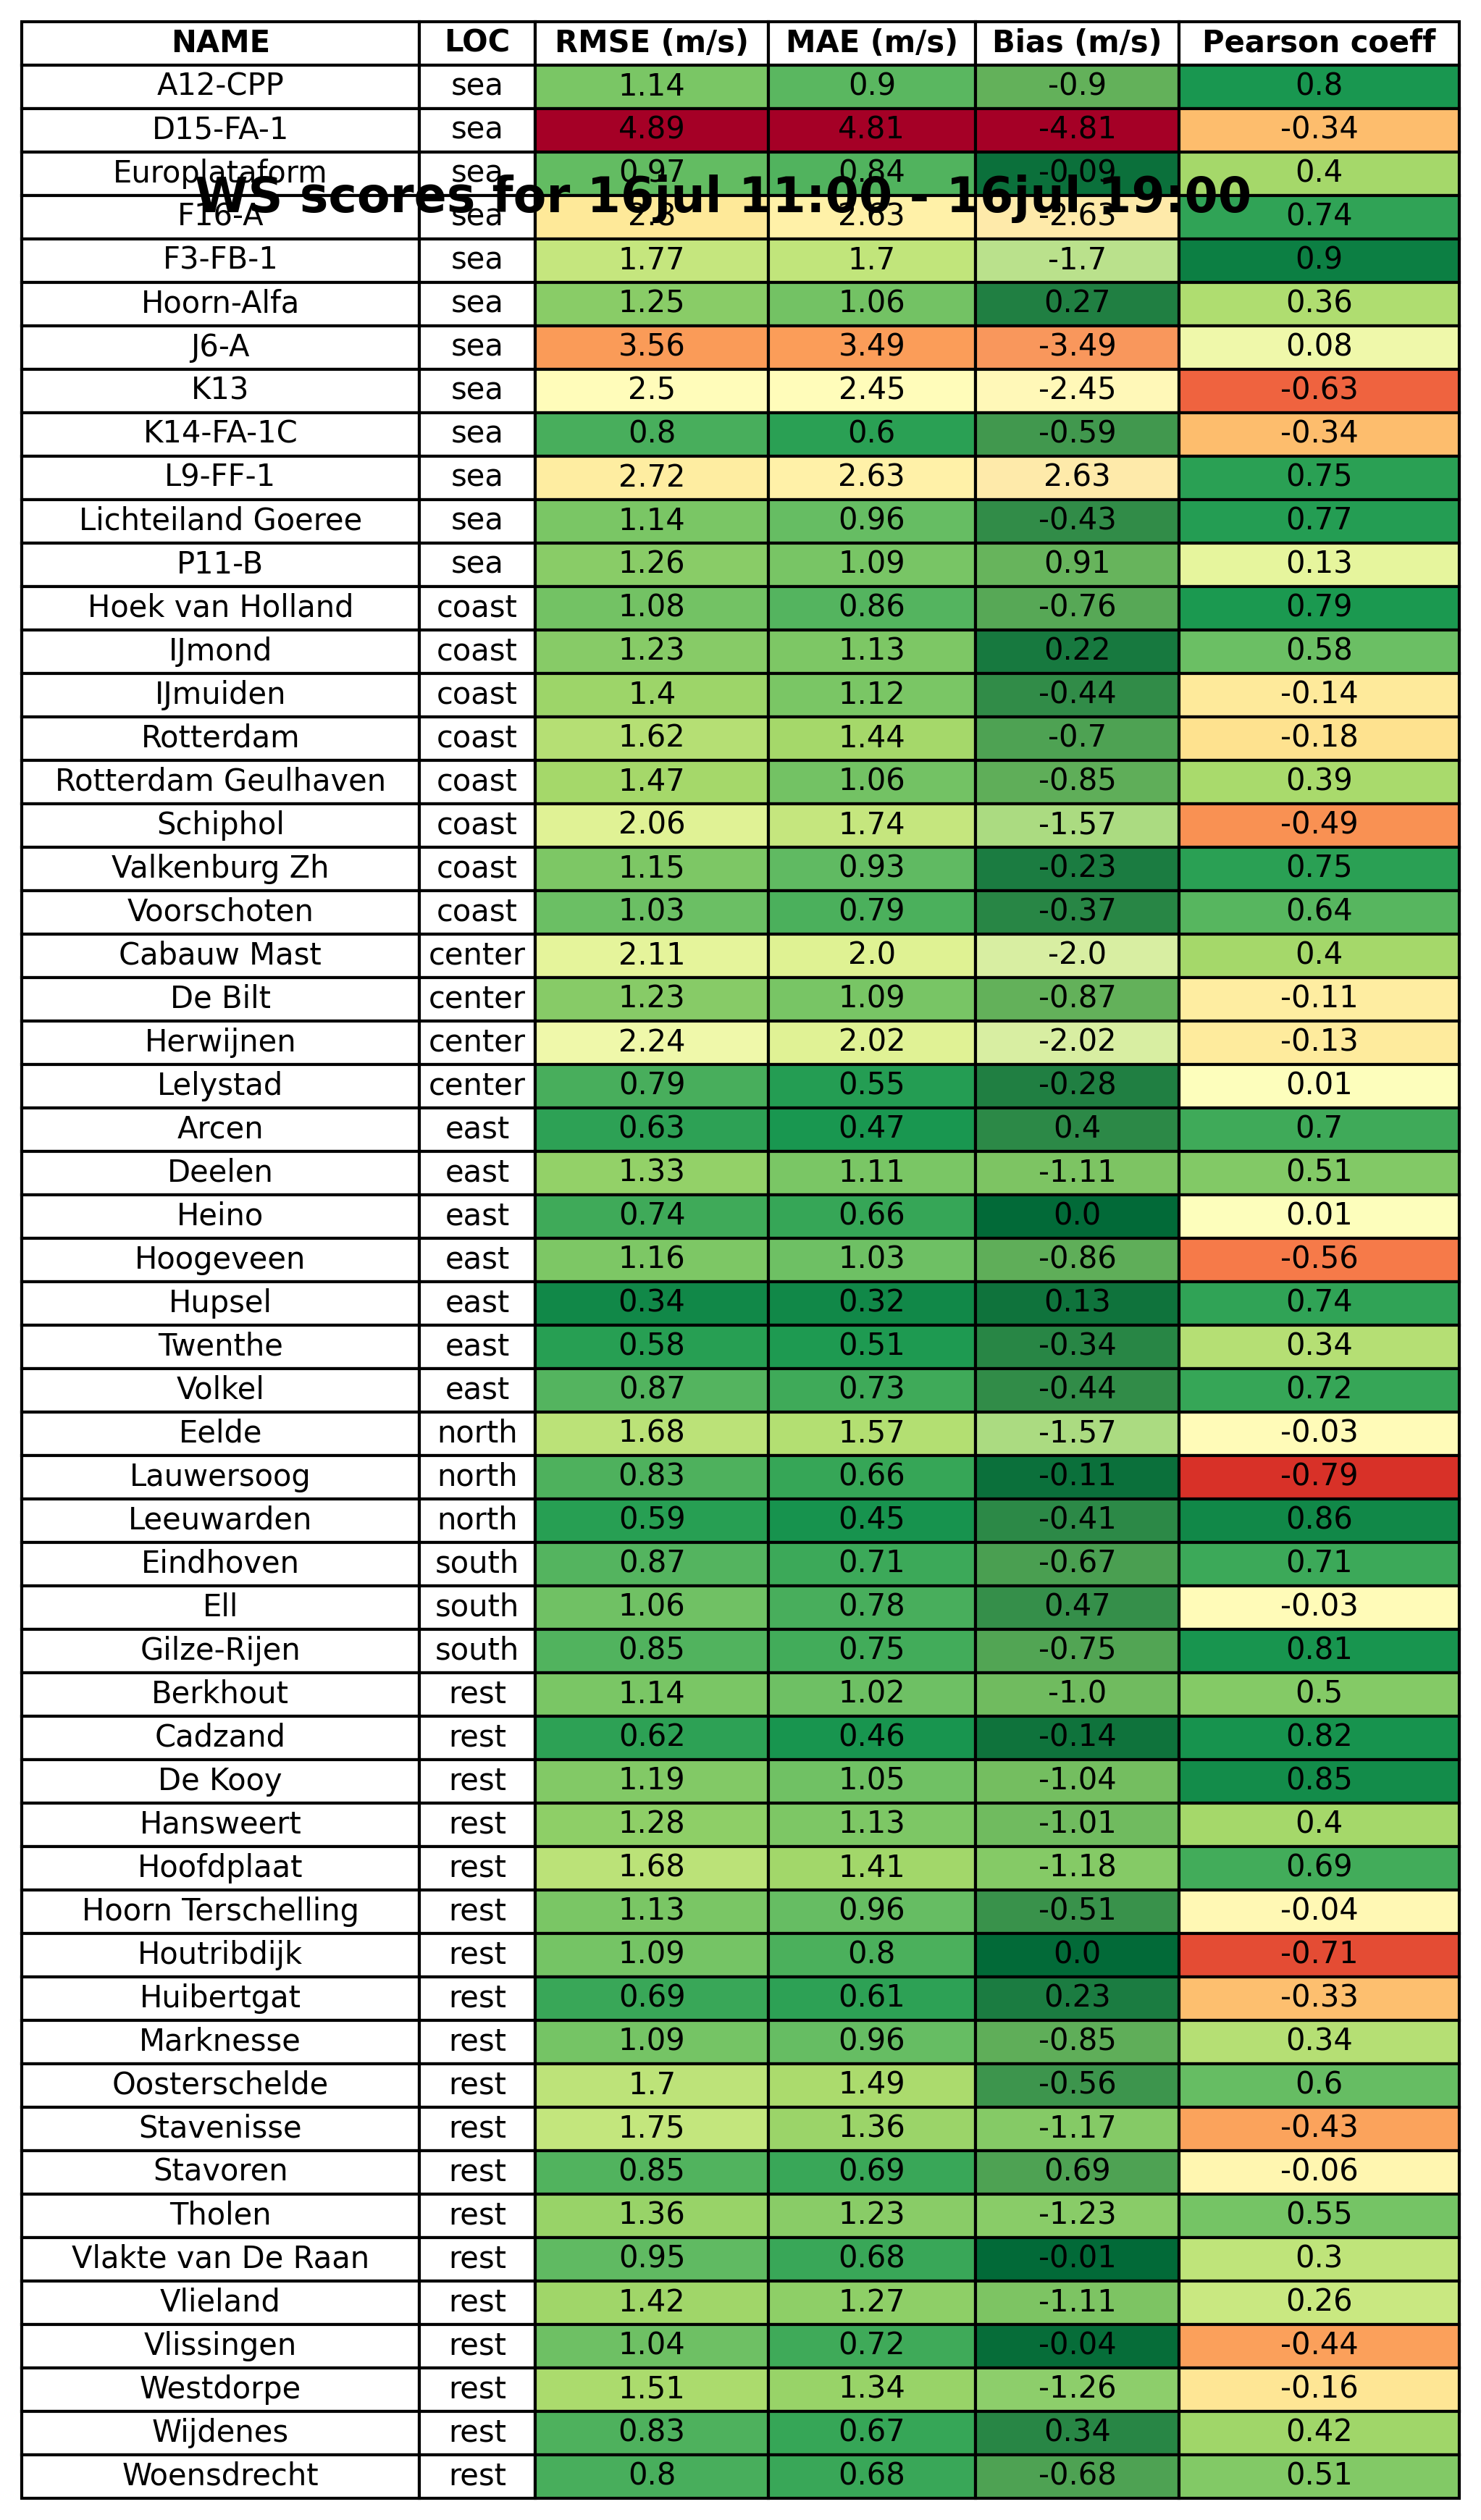 NAME LOC RMSE (m/s) MAE (m/s) Bias (m/s) Pearson coeff
A12-CPP sea 1.14 0.9 -0.9 0.8
D15-FA-1 sea 4.89 4.81 -4.81 -0.34
Europlataform sea 0.97 0.84 -0.09 0.4
WS scores for 16jul 11:00 - 16jul 19:00
F16-A sea 2.8 2.63 -2.63 0.74
F3-FB-1 sea 1.77 1.7 -1.7 0.9
Hoorn-Alfa sea 1.25 1.06 0.27 0.36
J6-A sea 3.56 3.49 -3.49 0.08
K13 sea 2.5 2.45 -2.45 -0.63
K14-FA-1C sea 0.8 0.6 -0.59 -0.34
L9-FF-1 sea 2.72 2.63 2.63 0.75
Lichteiland Goeree sea 1.14 0.96 -0.43 0.77
P11-B sea 1.26 1.09 0.91 0.13
Hoek van Holland coast 1.08 0.86 -0.76 0.79
IJmond coast 1.23 1.13 0.22 0.58
IJmuiden coast 1.4 1.12 -0.44 -0.14
Rotterdam coast 1.62 1.44 -0.7 -0.18
Rotterdam Geulhaven coast 1.47 1.06 -0.85 0.39
Schiphol coast 2.06 1.74 -1.57 -0.49
Valkenburg Zh coast 1.15 0.93 -0.23 0.75
Voorschoten coast 1.03 0.79 -0.37 0.64
Cabauw Mast center 2.11 2.0 -2.0 0.4
De Bilt center 1.23 1.09 -0.87 -0.11
Herwijnen center 2.24 2.02 -2.02 -0.13
Lelystad center 0.79 0.55 -0.28 0.01
Arcen east 0.63 0.47 0.4 0.7
Deelen east 1.33 1.11 -1.11 0.51
Heino east 0.74 0.66 0.0 0.01
Hoogeveen east 1.16 1.03 -0.86 -0.56
Hupsel east 0.34 0.32 0.13 0.74
Twenthe east 0.58 0.51 -0.34 0.34
Volkel east 0.87 0.73 -0.44 0.72
Eelde north 1.68 1.57 -1.57 -0.03
Lauwersoog north 0.83 0.66 -0.11 -0.79
Leeuwarden north 0.59 0.45 -0.41 0.86
Eindhoven south 0.87 0.71 -0.67 0.71
Ell south 1.06 0.78 0.47 -0.03
Gilze-Rijen south 0.85 0.75 -0.75 0.81
Berkhout rest 1.14 1.02 -1.0 0.5
Cadzand rest 0.62 0.46 -0.14 0.82
De Kooy rest 1.19 1.05 -1.04 0.85
Hansweert rest 1.28 1.13 -1.01 0.4
Hoofdplaat rest 1.68 1.41 -1.18 0.69
Hoorn Terschelling rest 1.13 0.96 -0.51 -0.04
Houtribdijk rest 1.09 0.8 0.0 -0.71
Huibertgat rest 0.69 0.61 0.23 -0.33
Marknesse rest 1.09 0.96 -0.85 0.34
Oosterschelde rest 1.7 1.49 -0.56 0.6
Stavenisse rest 1.75 1.36 -1.17 -0.43
Stavoren rest 0.85 0.69 0.69 -0.06
Tholen rest 1.36 1.23 -1.23 0.55
Vlakte van De Raan rest 0.95 0.68 -0.01 0.3
Vlieland rest 1.42 1.27 -1.11 0.26
Vlissingen rest 1.04 0.72 -0.04 -0.44
Westdorpe rest 1.51 1.34 -1.26 -0.16
Wijdenes rest 0.83 0.67 0.34 0.42
Woensdrecht rest 0.8 0.68 -0.68 0.51